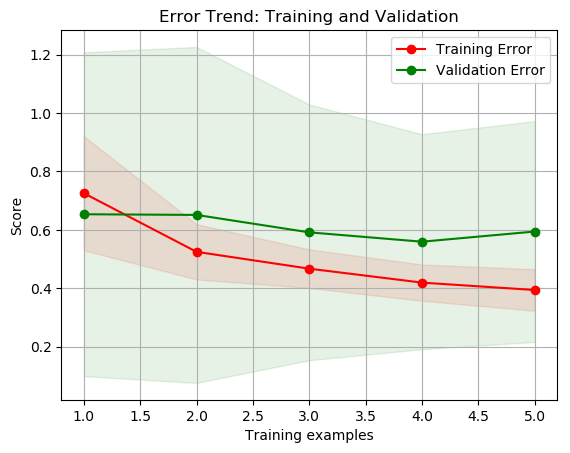 Error Trend: Training and Validation
Training Error
Validation Error
Score
1.2
1.0
0.8
0.6
0.4
0.2
1.0 1.5 2.0 2.5 3.0 3.5 4.0 4.5 5.0
Training examples